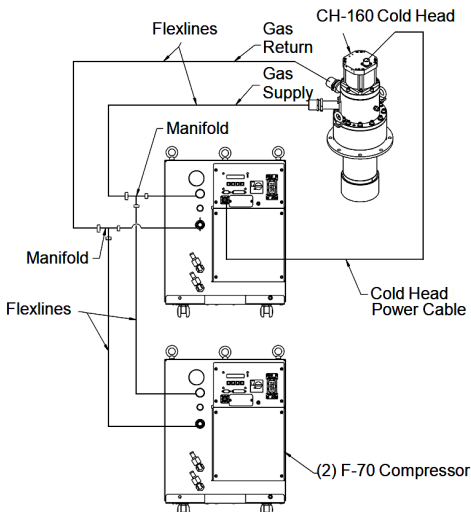 CH-160 Cold Head
Flexlines
Gas
Return
Gas
Supply
Manifold
Manifold
Cold Head
Power Cable
Flexlines
(2) F-70 Compressor